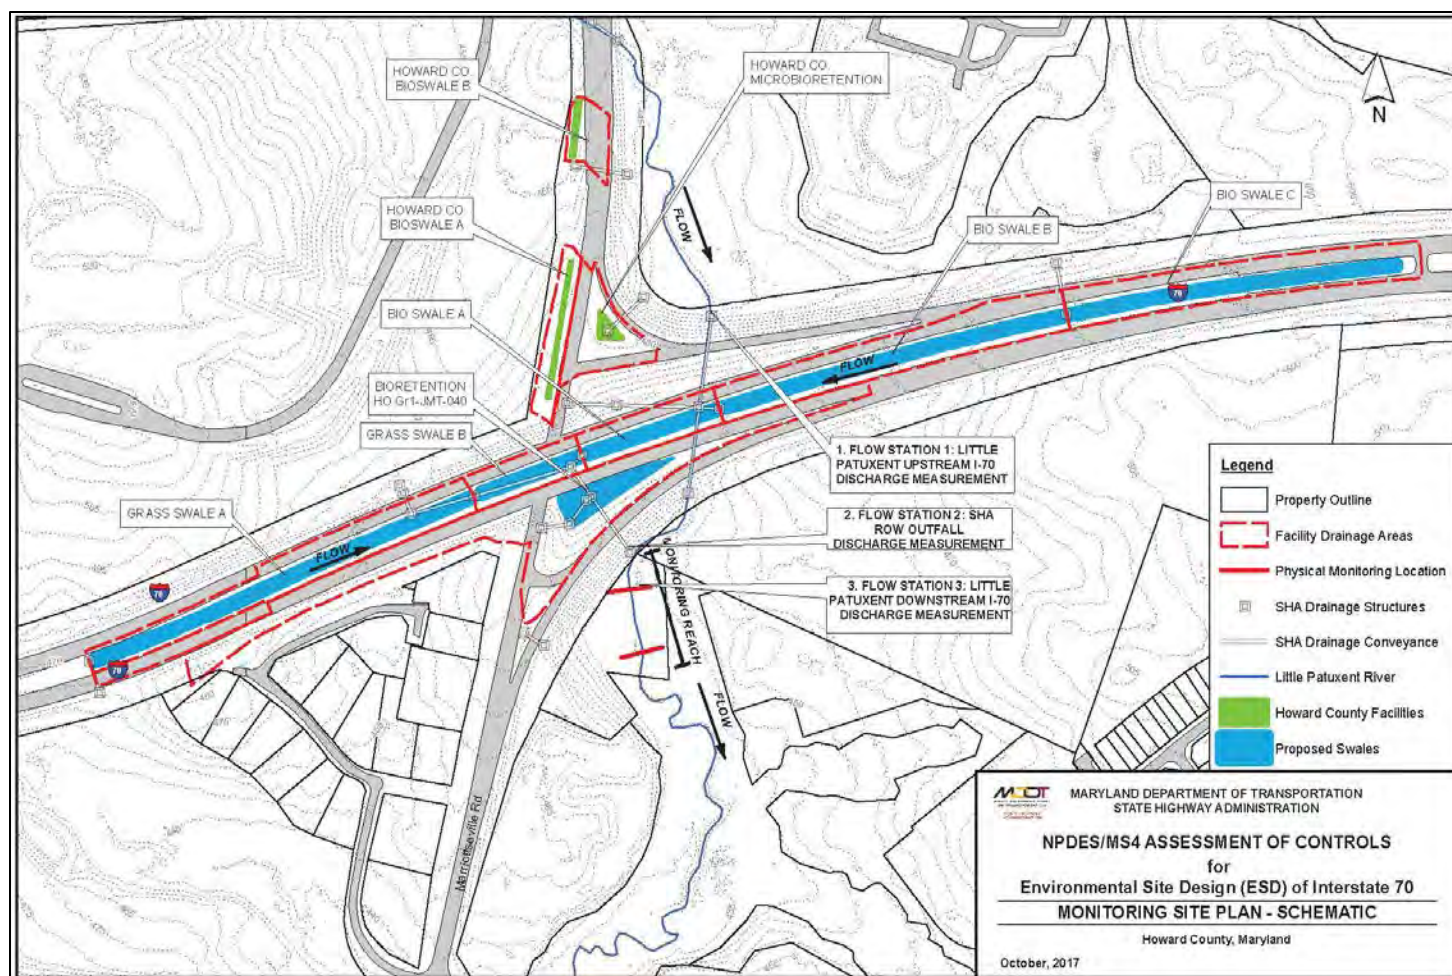 HOWARD CO.
BIOSWALE B
HOWARD CO.
MICROBIORETENTION
N
HOWARD CO.
BIOSWALE A
FLOW
BIO SWALE B
BIO SWALE C
70
BIO SWALE A
FLOW
BIORETENTION
HO Gr1-JMT-040
GRASS SWALE B
GRASS SWALE A
FLOW
70
70
1. FLOW STATION 1: LITTLE
PATUXENT UPSTREAM I-70
DISCHARGE MEASUREMENT
2. FLOW STATION 2: SHA
ROW OUTFALL
DISCHARGE MEASUREMENT
3. FLOW STATION 3: LITTLE
PATUXENT DOWNSTREAM I-70
DISCHARGE MEASUREMENT
MONITORING REACH
FLOW
Marriottsville Rd
Legend
Property Outline
Facility Drainage Areas
Physical Monitoring Location
SHA Drainage Structures
SHA Drainage Conveyance
Little Patuxent River
Howard County Facilities
Proposed Swales
MDOT
MARYLAND DEPARTMENT OF TRANSPORTATION
STATE HIGHWAY ADMINISTRATION
NPDES/MS4 ASSESSMENT OF CONTROLS
for
Environmental Site Design (ESD) of Interstate 70
MONITORING SITE PLAN - SCHEMATIC
Howard County, Maryland
October, 2017